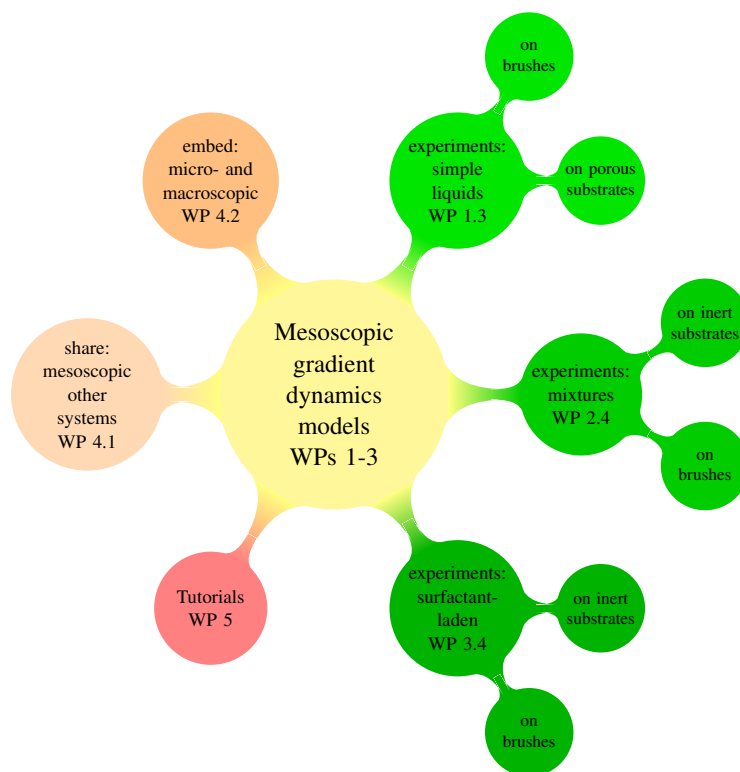 on
brushes
embed:
micro- and
macroscopic
WP 4.2
experiments:
simple
liquids
WP 1.3
on porous
substrates
Mesoscopic
gradient
dynamics
models
WPs 1-3
share:
mesoscopic
other
systems
WP 4.1
on inert
substrates
experiments:
mixtures
WP 2.4
on
brushes
Tutorials
WP 5
experiments:
surfactant-
laden
WP 3.4
on inert
substrates
on
brushes